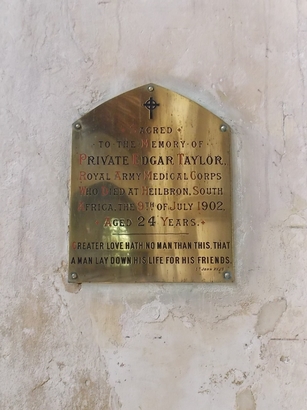 SACRED
TO THE MEMORY OF
PRIVATE EDGAR TAYLOR,
ROYAL ARMY MEDICAL CORPS
WHO DIED AT HEILBRON, SOUTH
AFRICA, THE 9TH OF JULY 1902,
AGED 24 YEARS.
GREATER LOVE HATH NO MAN THAN THIS, THAT
A MAN LAY DOWN HIS LIFE FOR HIS FRIENDS.